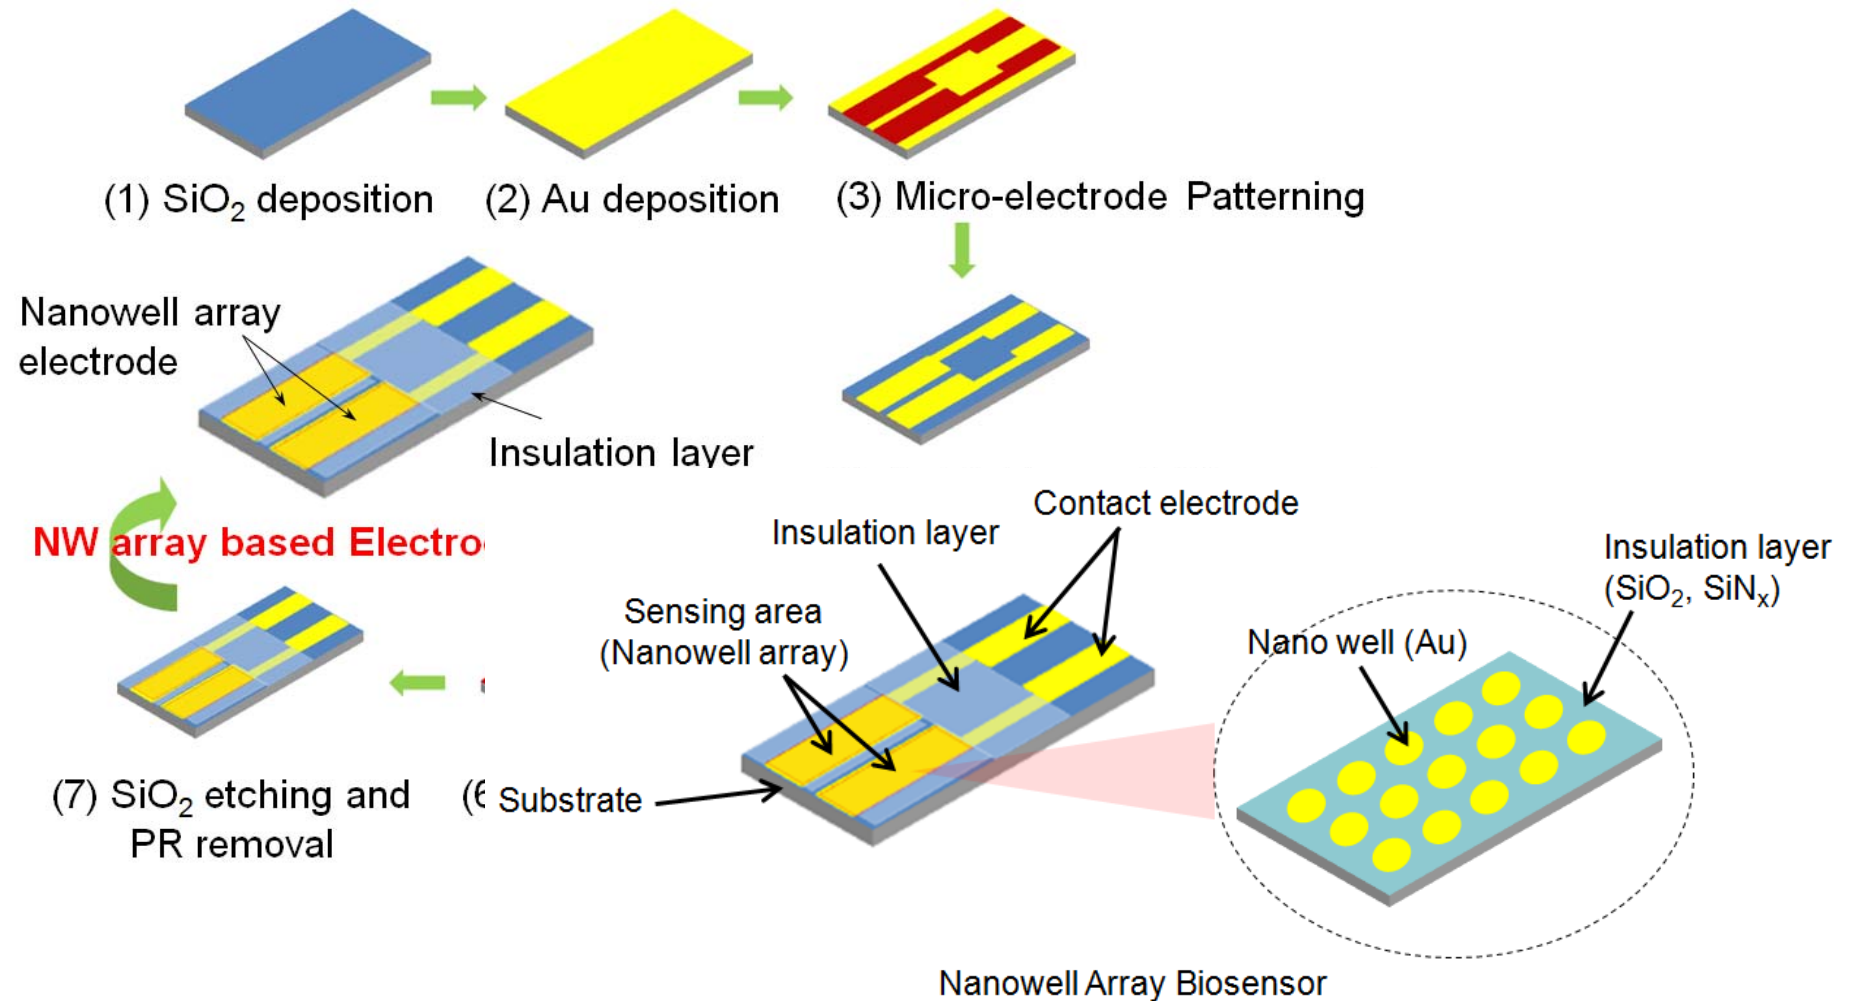 (1) SiO₂ deposition
(2) Au deposition
(3) Micro-electrode Patterning
Nanowell array
electrode
Insulation layer
NW array based Electro
(7) SiO₂ etching and
PR removal
(6
Contact electrode
Insulation layer
Sensing area
(Nanowell array)
Substrate
Insulation layer
(SiO₂, SiNₓ)
Nano well (Au)
Nanowell Array Biosensor